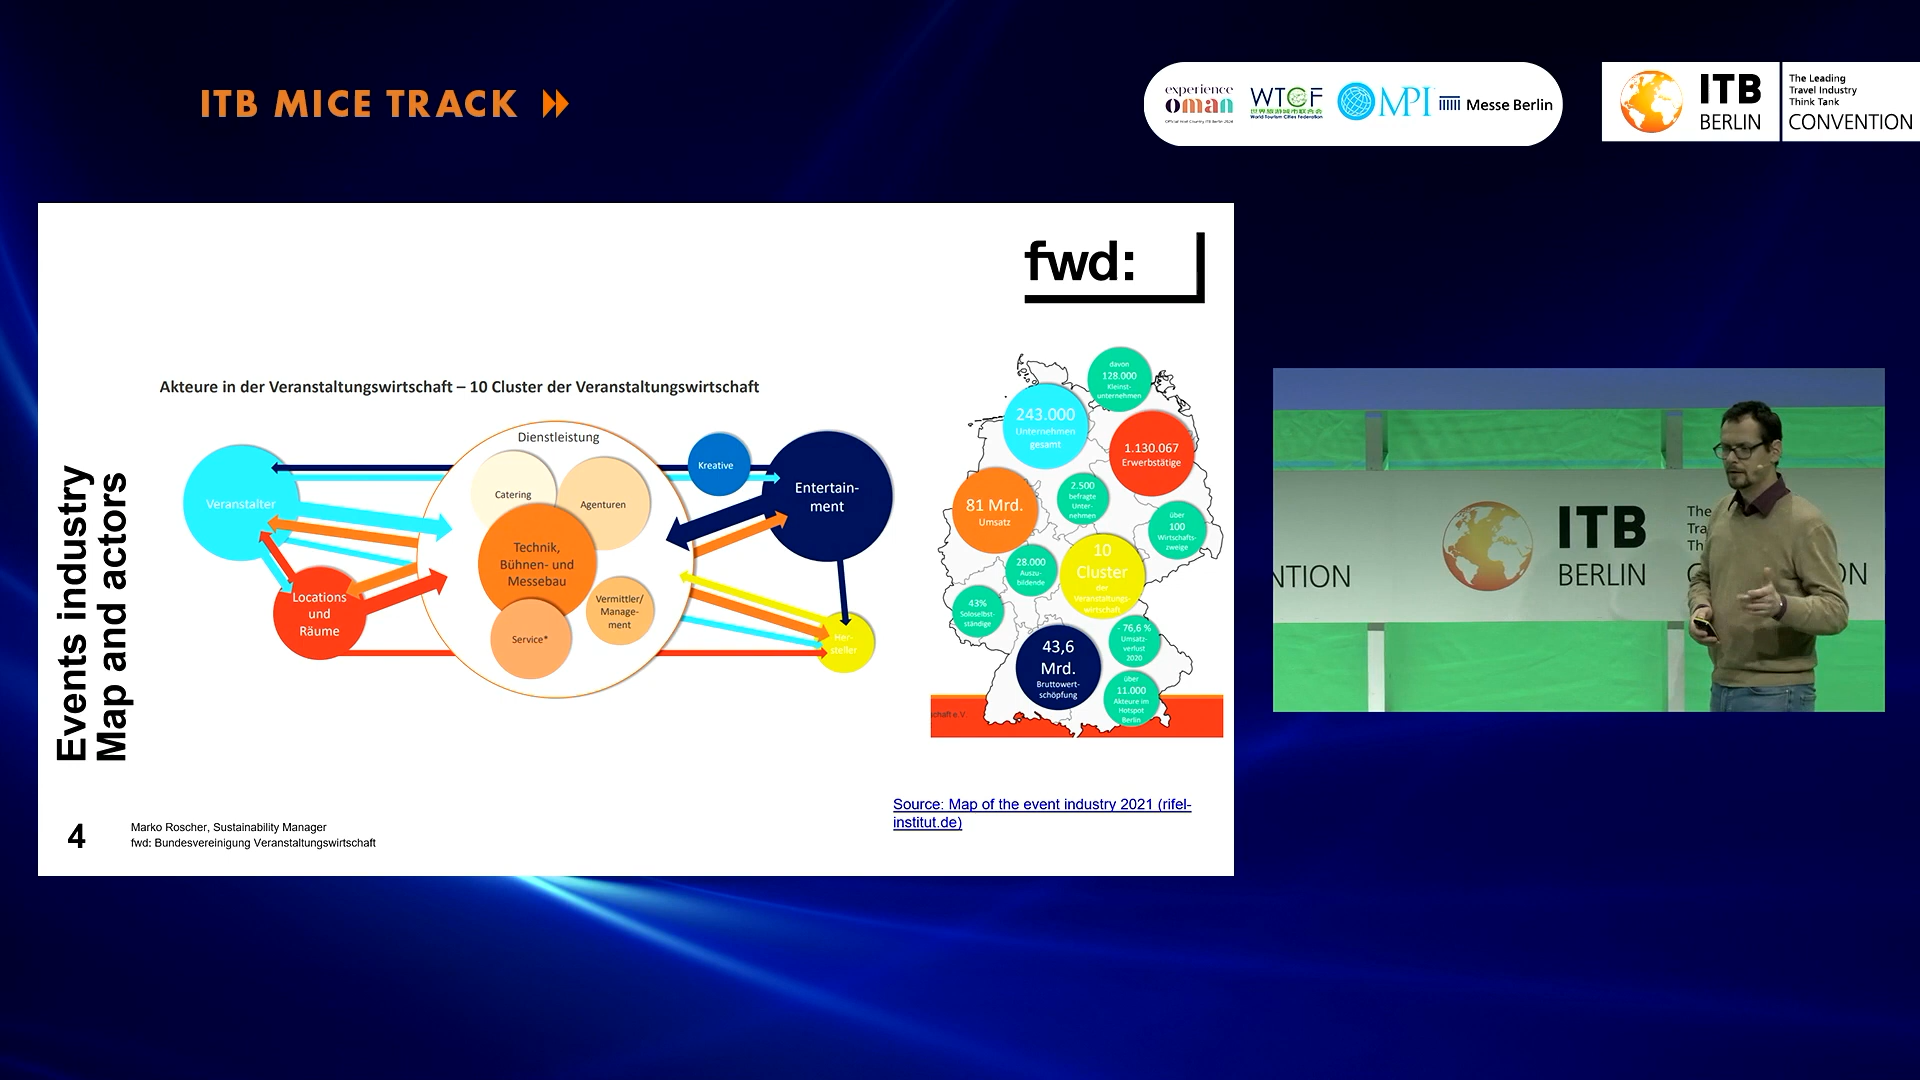 ITB MICE TRACK
experience
oman
Official Host Country ITB Berlin 2024
WTCF
世界旅游城市联合会
World Tourism Cities Federation
MPI
Messe Berlin
ITB
BERLIN
The Leading
Travel Industry
Think Tank
CONVENTION
fwd:
Events industry
Map and actors
Akteure in der Veranstaltungswirtschaft – 10 Cluster der Veranstaltungswirtschaft
Veranstalter
Locations
und
Räume
Dienstleistung
Catering
Agenturen
Technik,
Bühnen- und
Messebau
Service*
Vermittler/
Manage-
ment
Kreative
Entertain-
ment
Her-
steller
davon
128.000
Kleinst-
unternehmen
243.000
Unternehmen
gesamt
1.130.067
Erwerbstätige
81 Mrd.
Umsatz
2.500
befragte
Unter-
nehmen
über
100
Wirtschafts-
zweige
28.000
Auszu-
bildende
10
Cluster
der
Veranstaltungs-
wirtschaft
43%
Soloselbst-
ständige
- 76,6 %
Umsatz-
verlust
2020
43,6
Mrd.
Bruttowert-
schöpfung
über
11.000
Akteure im
Hotspot
Berlin
schaft e.V.
Source: Map of the event industry 2021 (rifel-
institut.de)
4
Marko Roscher, Sustainability Manager
fwd: Bundesvereinigung Veranstaltungswirtschaft
NTION
ITB
BERLIN
The
Tra
Th
C
ON